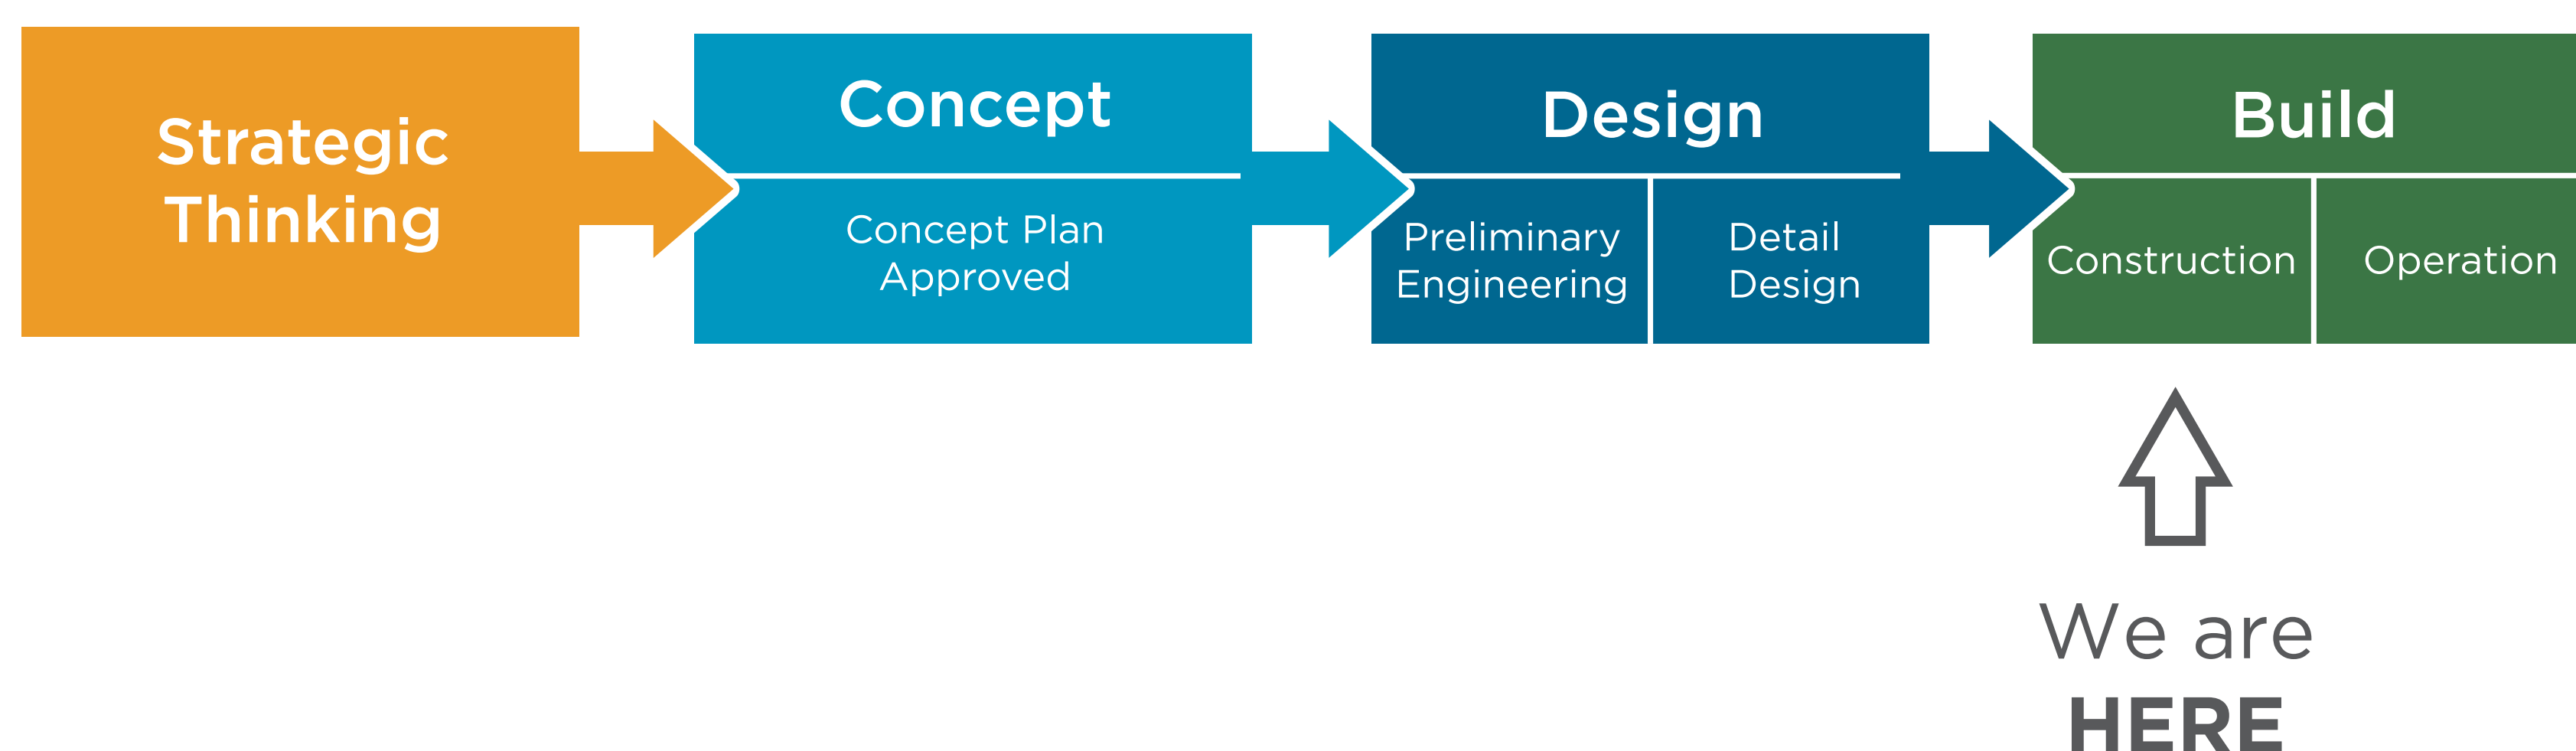 Strategic
Thinking
Concept
Concept Plan
Approved
Design
Preliminary
Engineering
Detail
Design
Build
Construction
Operation
We are
HERE